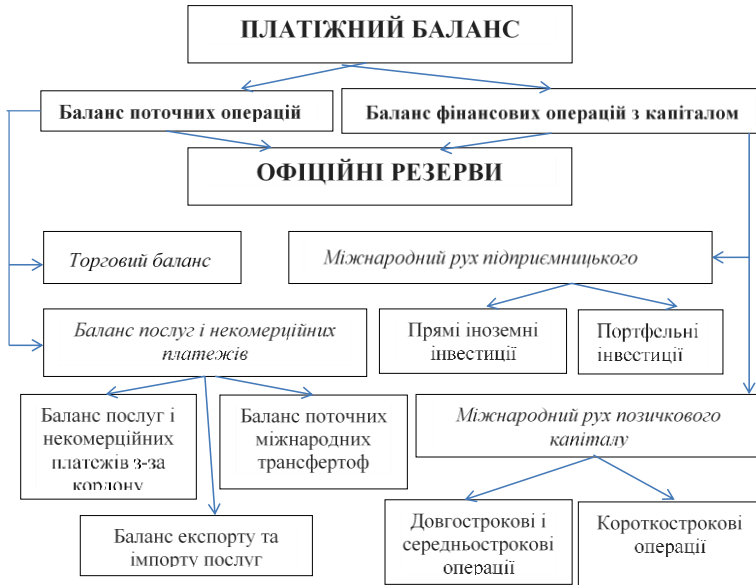 ПЛАТІЖНИЙ БАЛАНС
Баланс поточних операцій
Баланс фінансових операцій з капіталом
ОФІЦІЙНІ РЕЗЕРВИ
Торговий баланс
Міжнародний рух підприємницького
Баланс послуг і некомерційних
платежів
Прямі іноземні
інвестиції
Портфельні
інвестиції
Баланс послуг і
некомерційних
платежів з-за
кордону
Баланс поточних
міжнародних
трансфертоф
Міжнародний рух позичкового
капіталу
Баланс експорту та
імпорту послуг
Довгострокові і
середньострокові
операції
Короткострокові
операції